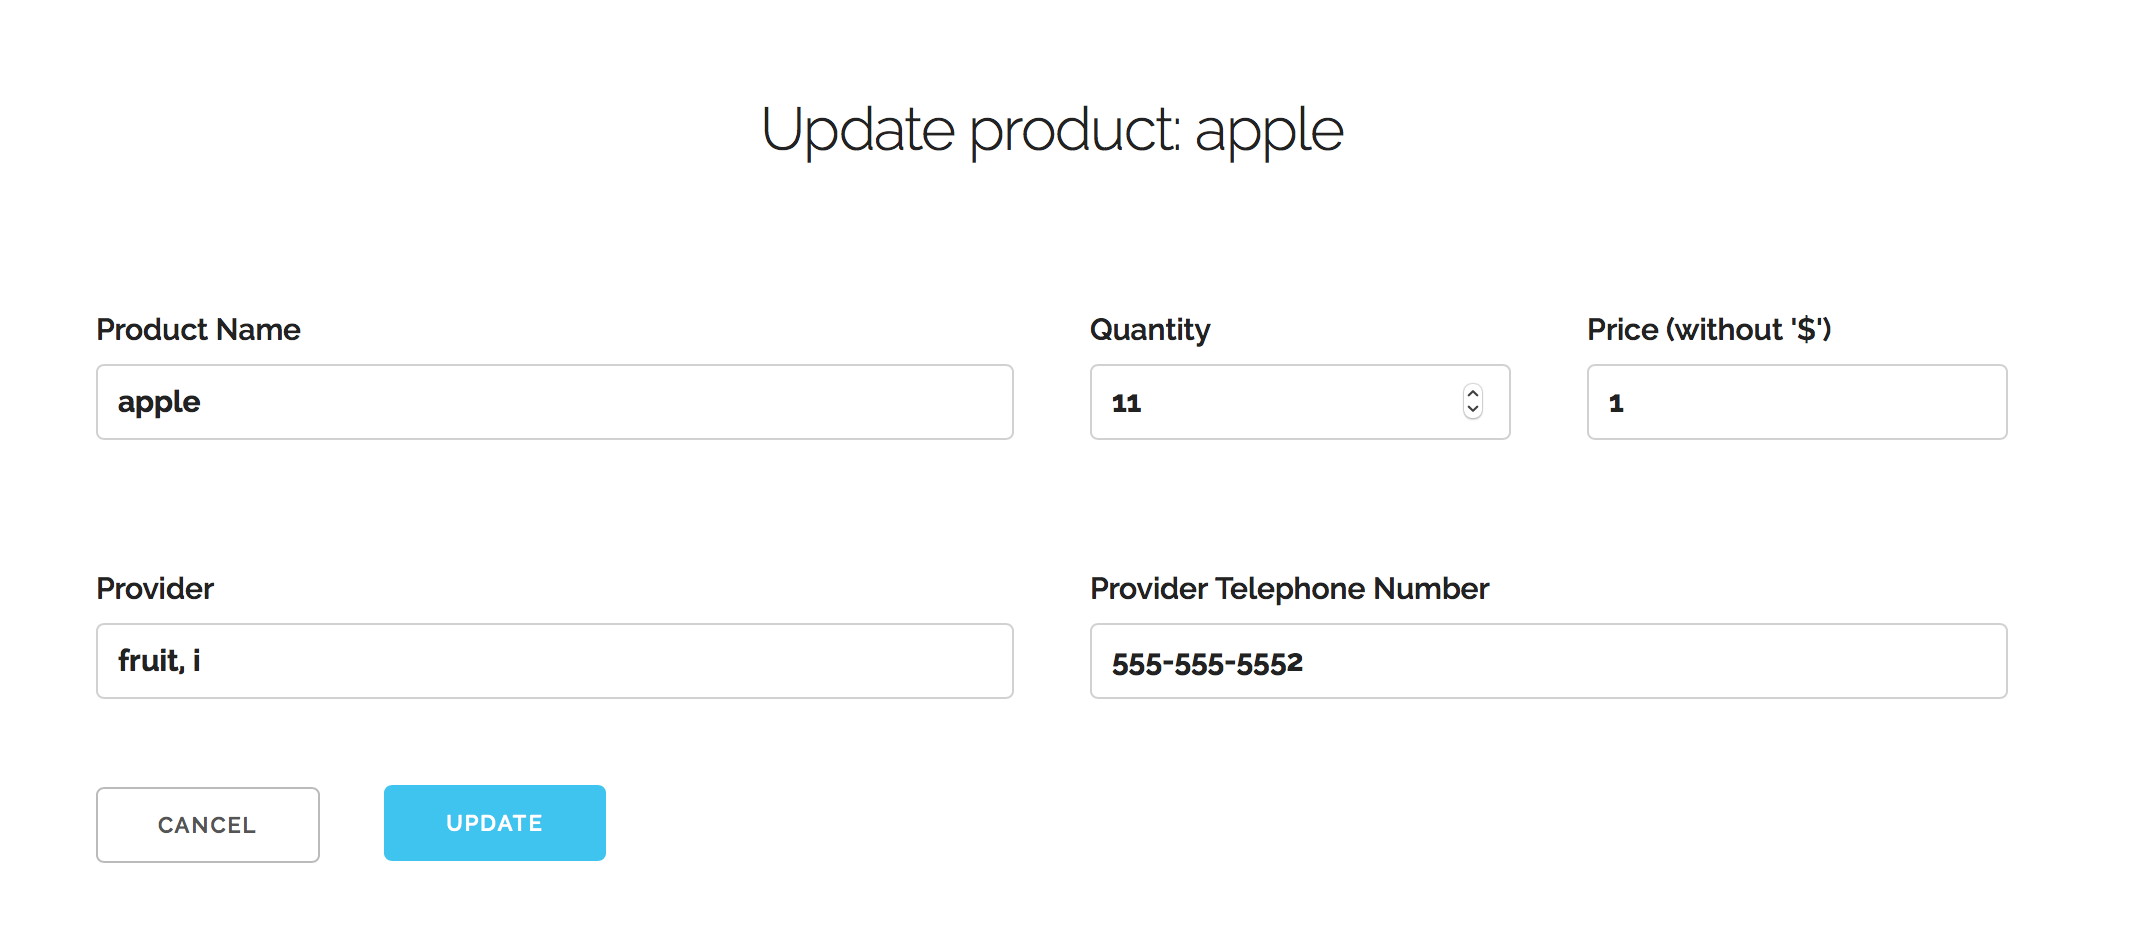 Update product: apple
Product Name
Quantity
Price (without '$')
apple
11
1
Provider
Provider Telephone Number
fruit, i
555-555-5552
CANCEL
UPDATE